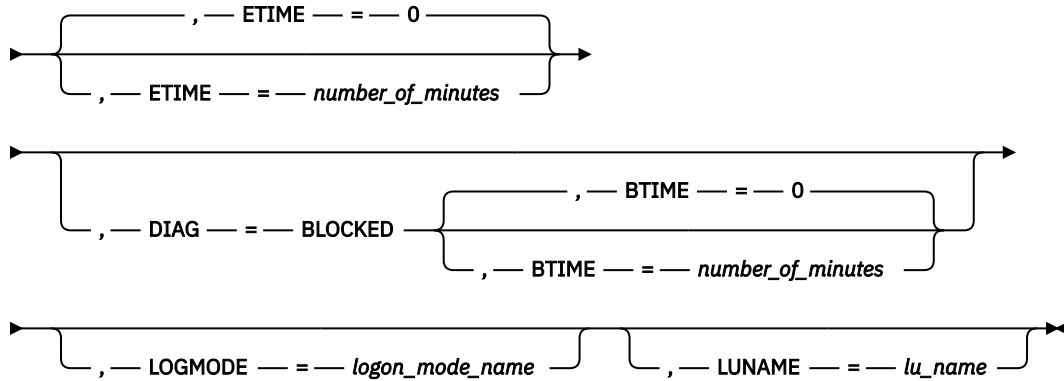 , ETIME = 0
, ETIME = number_of_minutes
, BTIME = 0
, DIAG = BLOCKED
, BTIME = number_of_minutes
, LOGMODE = logon_mode_name , LUNAME = lu_name